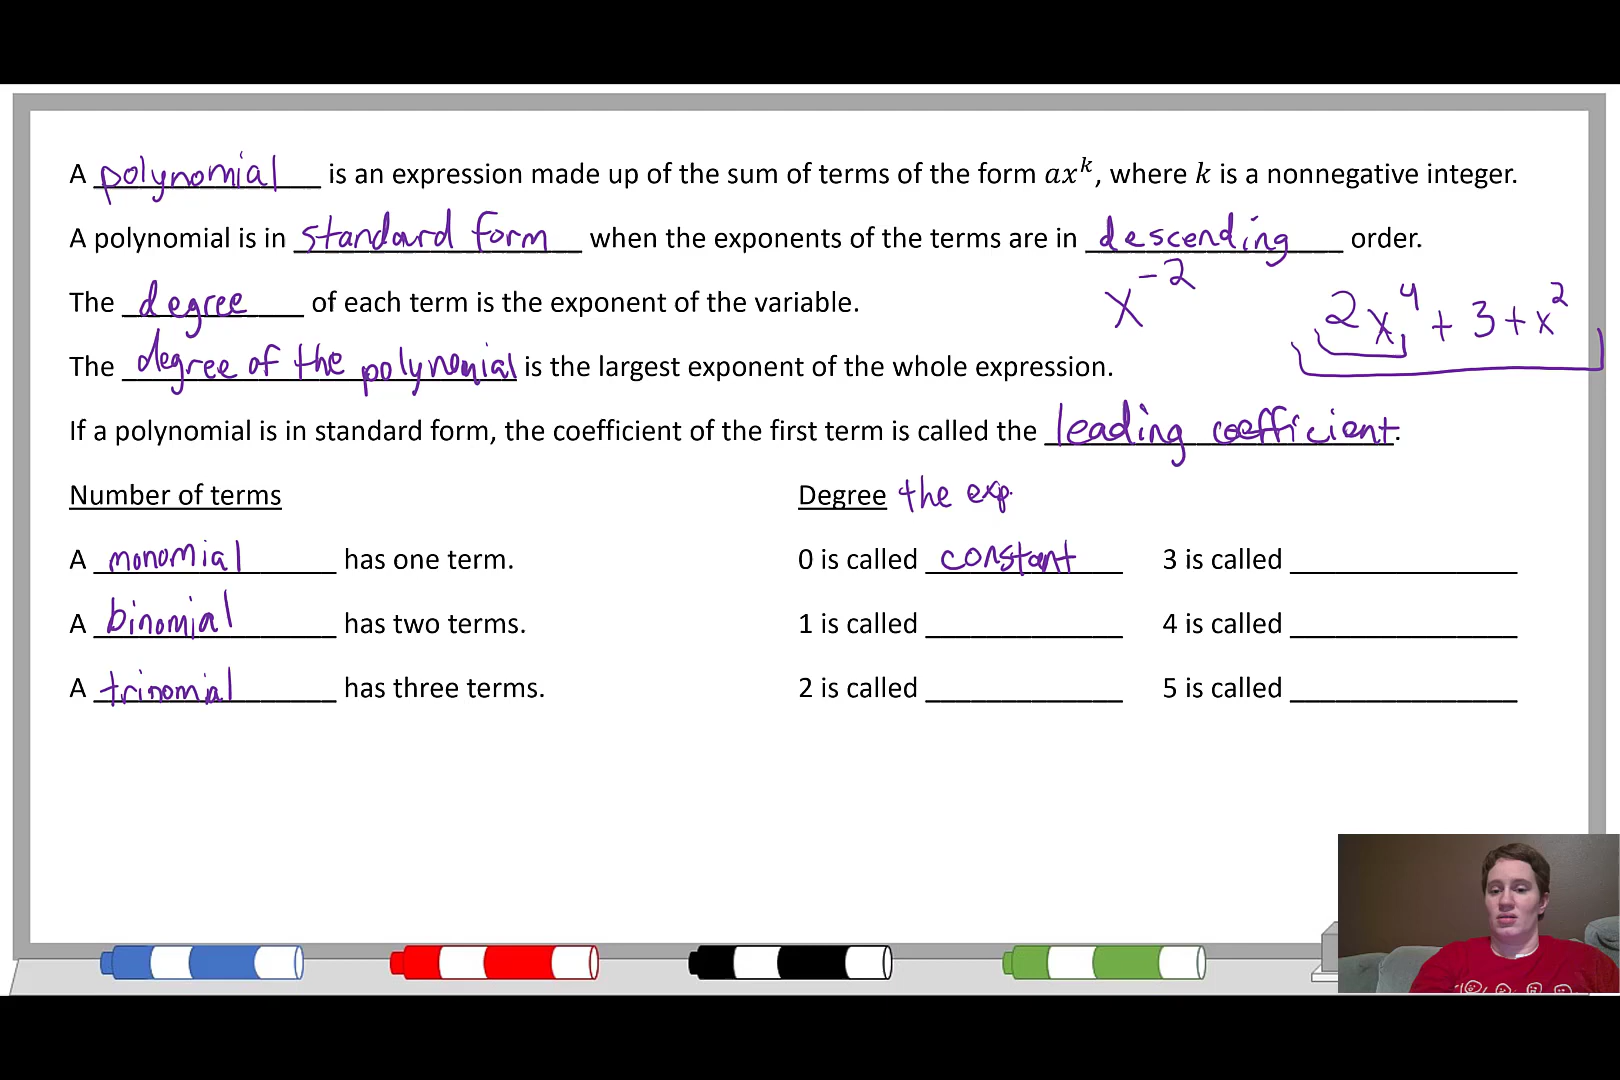 A polynomial is an expression made up of the sum of terms of the form axᵏ, where k is a nonnegative integer.
A polynomial is in standard form when the exponents of the terms are in descending order.
x⁻²
2x⁴ + 3 + x²
The degree of each term is the exponent of the variable.
The degree of the polynomial is the largest exponent of the whole expression.
If a polynomial is in standard form, the coefficient of the first term is called the leading coefficient.
Number of terms
Degree the exp.
A monomial has one term.
0 is called constant
3 is called ______________
A binomial has two terms.
1 is called ____________
4 is called ______________
A trinomial has three terms.
2 is called ____________
5 is called ______________